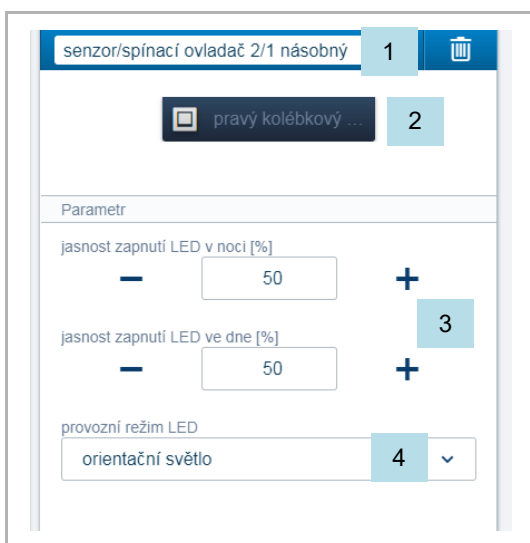 senzor/spínací ovladač 2/1 násobný 1
pravý kolébkový ... 2
Parametr
jasnost zapnutí LED v noci [%]
− 50 +
3
jasnost zapnutí LED ve dne [%]
− 50 +
provozní režim LED
orientační světlo 4